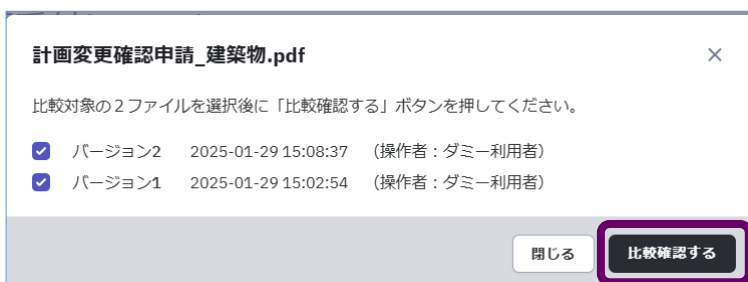 計画変更確認申請_建築物.pdf
比較対象の2ファイルを選択後に「比較確認する」ボタンを押してください。
バージョン2 2025-01-29 15:08:37 （操作者：ダミー利用者）
バージョン1 2025-01-29 15:02:54 （操作者：ダミー利用者）
閉じる 比較確認する